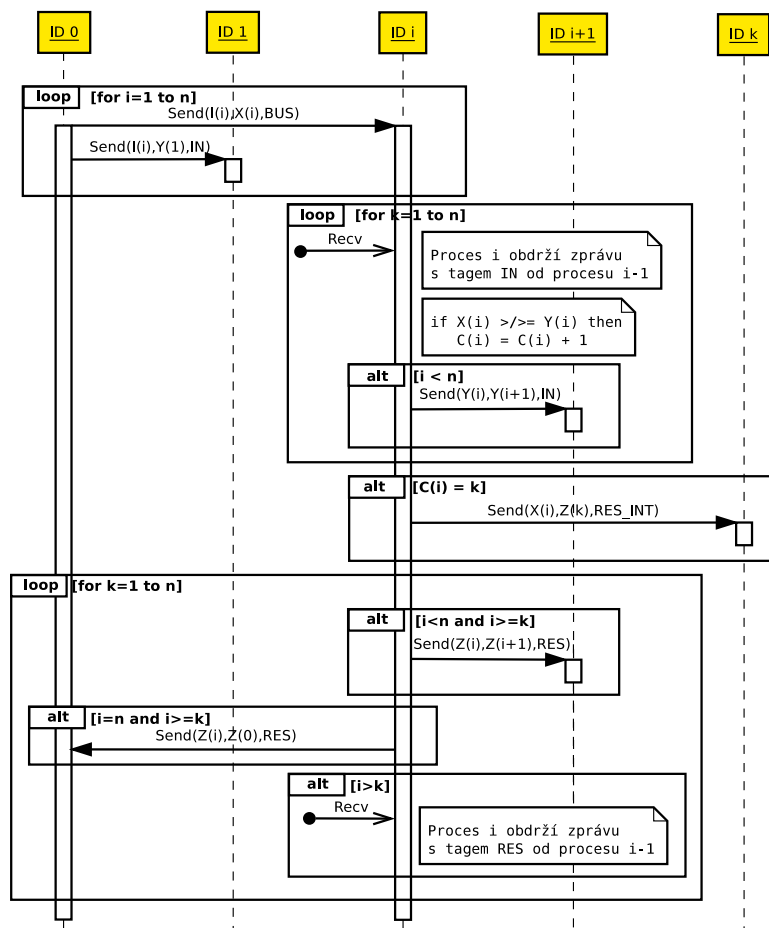 ID 0
ID 1
ID i
ID i+1
ID k
loop [for i=1 to n]
Send(I(i),X(i),BUS)
Send(I(i),Y(1),IN)
loop [for k=1 to n]
Recv
Proces i obdrží zprávu
s tagem IN od procesu i-1
if X(i) >/>= Y(i) then
C(i) = C(i) + 1
alt [i < n]
Send(Y(i),Y(i+1),IN)
alt [C(i) = k]
Send(X(i),Z(k),RES_INT)
loop [for k=1 to n]
alt [i<n and i>=k]
Send(Z(i),Z(i+1),RES)
alt [i=n and i>=k]
Send(Z(i),Z(0),RES)
alt [i>k]
Recv
Proces i obdrží zprávu
s tagem RES od procesu i-1